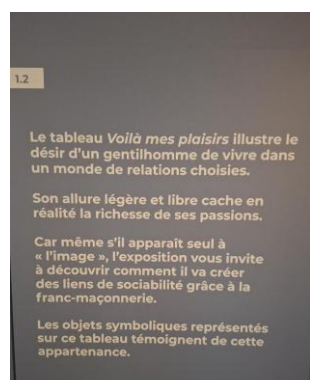 1.2
Le tableau Voilà mes plaisirs illustre le
désir d'un gentilhomme de vivre dans
un monde de relations choisies.
Son allure légère et libre cache en
réalité la richesse de ses passions.
Car même s'il apparaît seul à
« l'image », l'exposition vous invite
à découvrir comment il va créer
des liens de sociabilité grâce à la
franc-maçonnerie.
Les objets symboliques représentés
sur ce tableau témoignent de cette
appartenance.